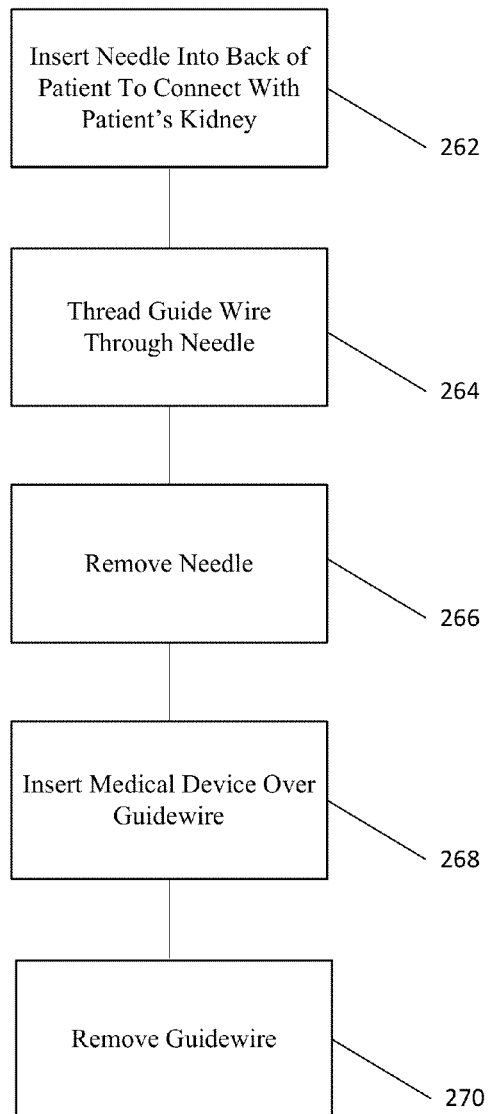 Insert Needle Into Back of
Patient To Connect With
Patient's Kidney
262
Thread Guide Wire
Through Needle
264
Remove Needle
266
Insert Medical Device Over
Guidewire
268
Remove Guidewire
270